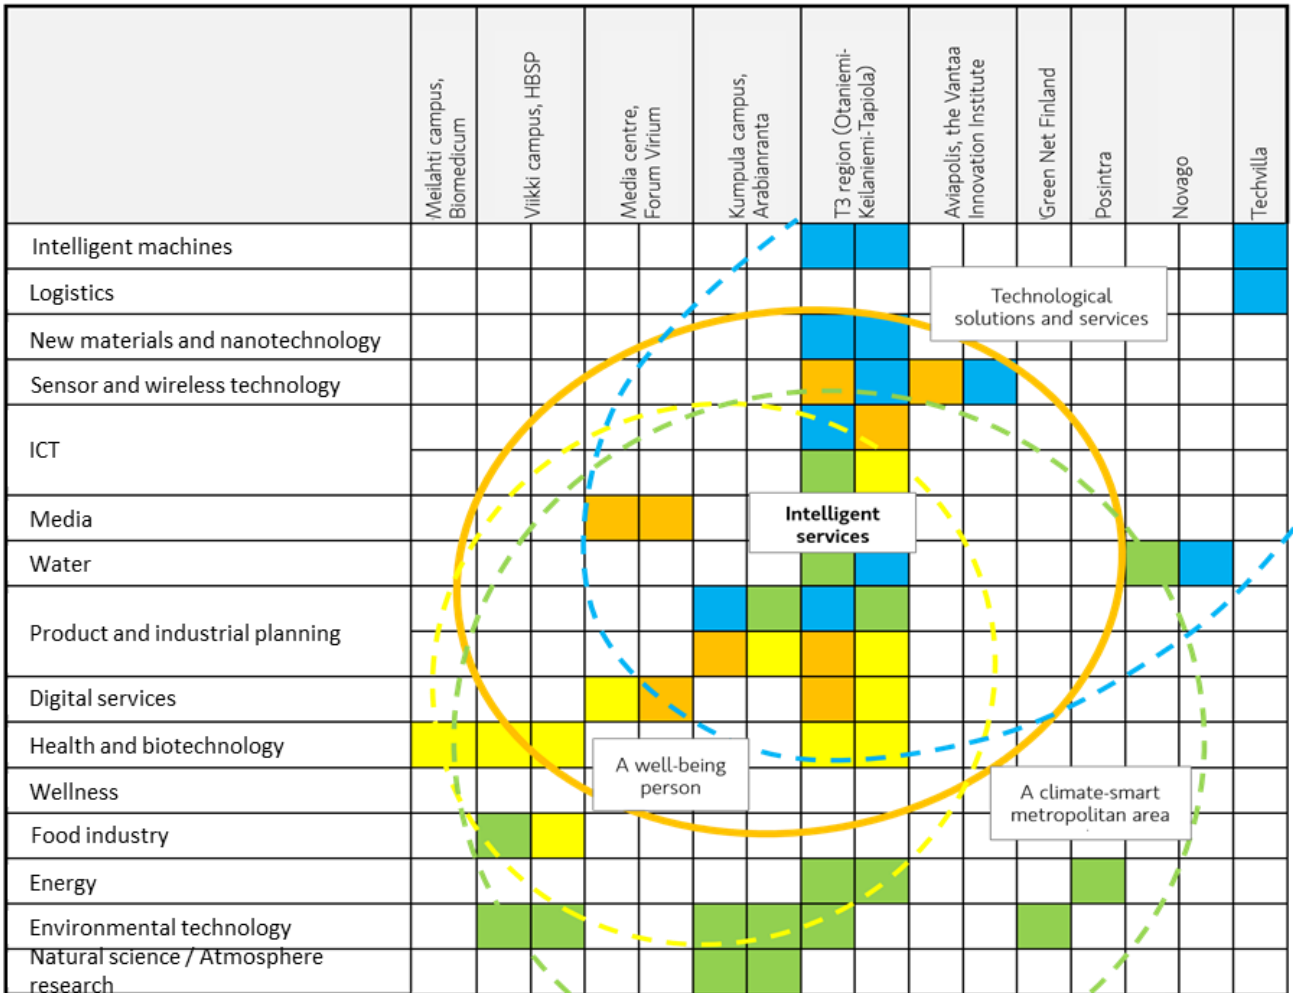 Meilahti campus,
Biomedicum
Viikki campus, HBSP
Media centre,
Forum Virium
Kumpula campus,
Arabianranta
T3 region (Otaniemi-
Keilaniemi-Tapiola)
Aviapolis, the Vantaa
Innovation Institute
Green Net Finland
Posintra
Novago
Techvilla
Intelligent machines
Logistics
Technological
solutions and services
New materials and nanotechnology
Sensor and wireless technology
ICT
Media
Intelligent
services
Water
Product and industrial planning
Digital services
Health and biotechnology
A well-being
person
Wellness
A climate-smart
metropolitan area
Food industry
Energy
Environmental technology
Natural science / Atmosphere
research